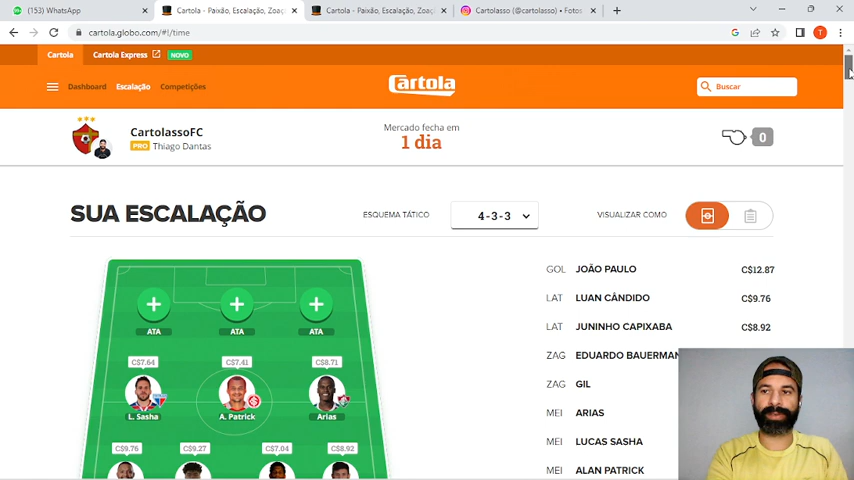 (153) WhatsApp
Cartola - Paixão, Escalação, Zoaç
Cartola - Paixão, Escalação, Zoaç
Cartolasso (@cartolasso) • Fotos
cartola.globo.com/#!/time
T
Cartola
Cartola Express
NOVO
Dashboard
Escalação
Competições
Cartola
Buscar
CartolassoFC
PRO Thiago Dantas
Mercado fecha em
1 dia
0
SUA ESCALAÇÃO
ESQUEMA TÁTICO
4-3-3
VISUALIZAR COMO
ATA
ATA
ATA
C$7.64
C$7.41
C$8.71
L. Sasha
A. Patrick
Arias
C$9.76
C$9.27
C$7.04
C$8.92
GOL JOÃO PAULO C$12.87
LAT LUAN CÂNDIDO C$9.76
LAT JUNINHO CAPIXABA C$8.92
ZAG EDUARDO BAUERMAN
ZAG GIL
MEI ARIAS
MEI LUCAS SASHA
MEI ALAN PATRICK